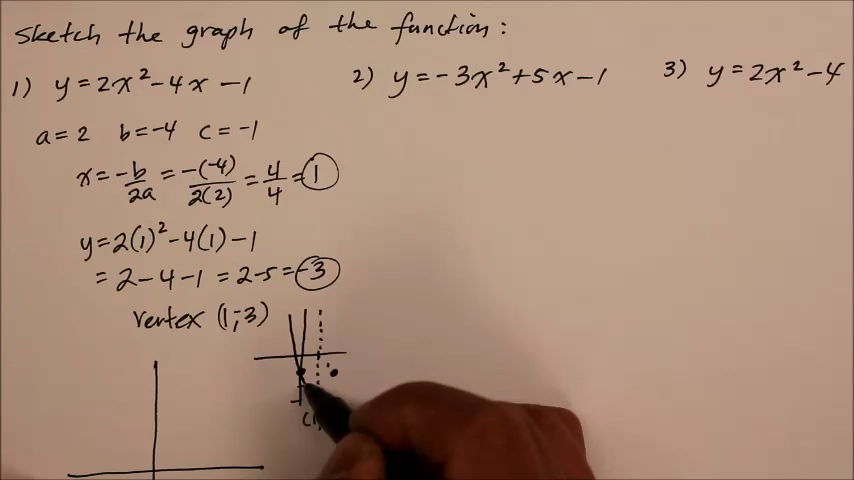 Sketch the graph of the function:
1) y = 2x² - 4x - 1
2) y = -3x² + 5x - 1
3) y = 2x² - 4
a = 2 b = -4 c = -1
x = -b/2a = -(-4)/2(2) = 4/4 = 1
y = 2(1)² - 4(1) - 1
= 2 - 4 - 1 = 2 - 5 = -3
vertex (1, -3)
(1,